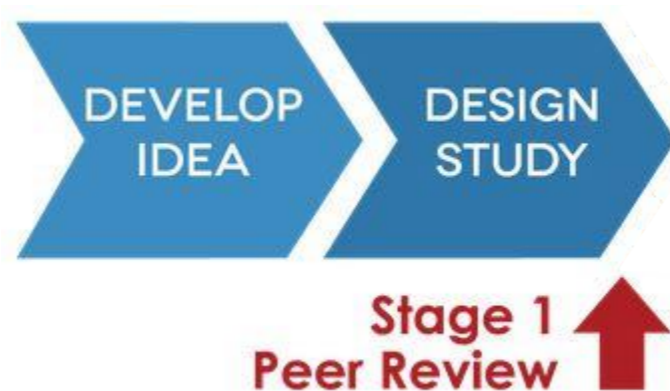 DEVELOP
IDEA
DESIGN
STUDY
Stage 1
Peer Review